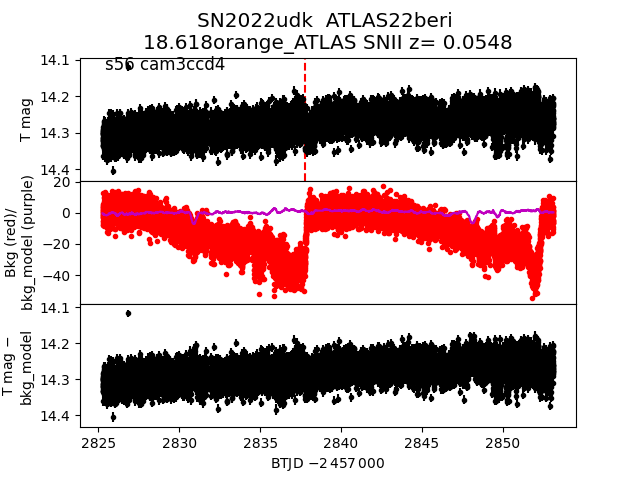 SN2022udk  ATLAS22beri
18.618orange_ATLAS SNII z= 0.0548
s56 cam3ccd4
14.1
14.2
14.3
14.4
T mag
20
0
−20
−40
Bkg (red)/
bkg_model (purple)
14.1
14.2
14.3
14.4
T mag −
bkg_model
2825 2830 2835 2840 2845 2850
BTJD −2 457 000